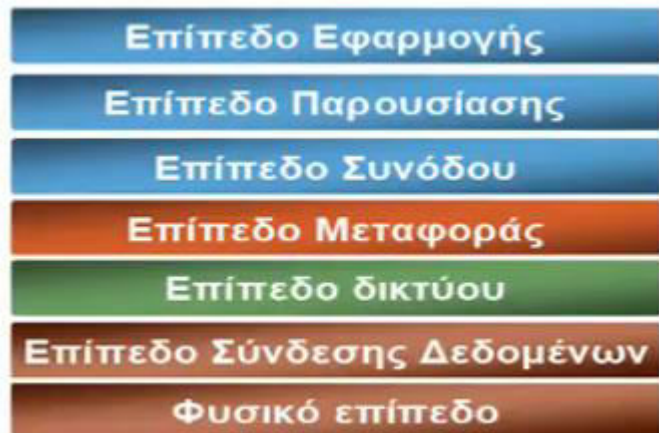 Επίπεδο Εφαρμογής
Επίπεδο Παρουσίασης
Επίπεδο Συνόδου
Επίπεδο Μεταφοράς
Επίπεδο δικτύου
Επίπεδο Σύνδεσης Δεδομένων
Φυσικό επίπεδο